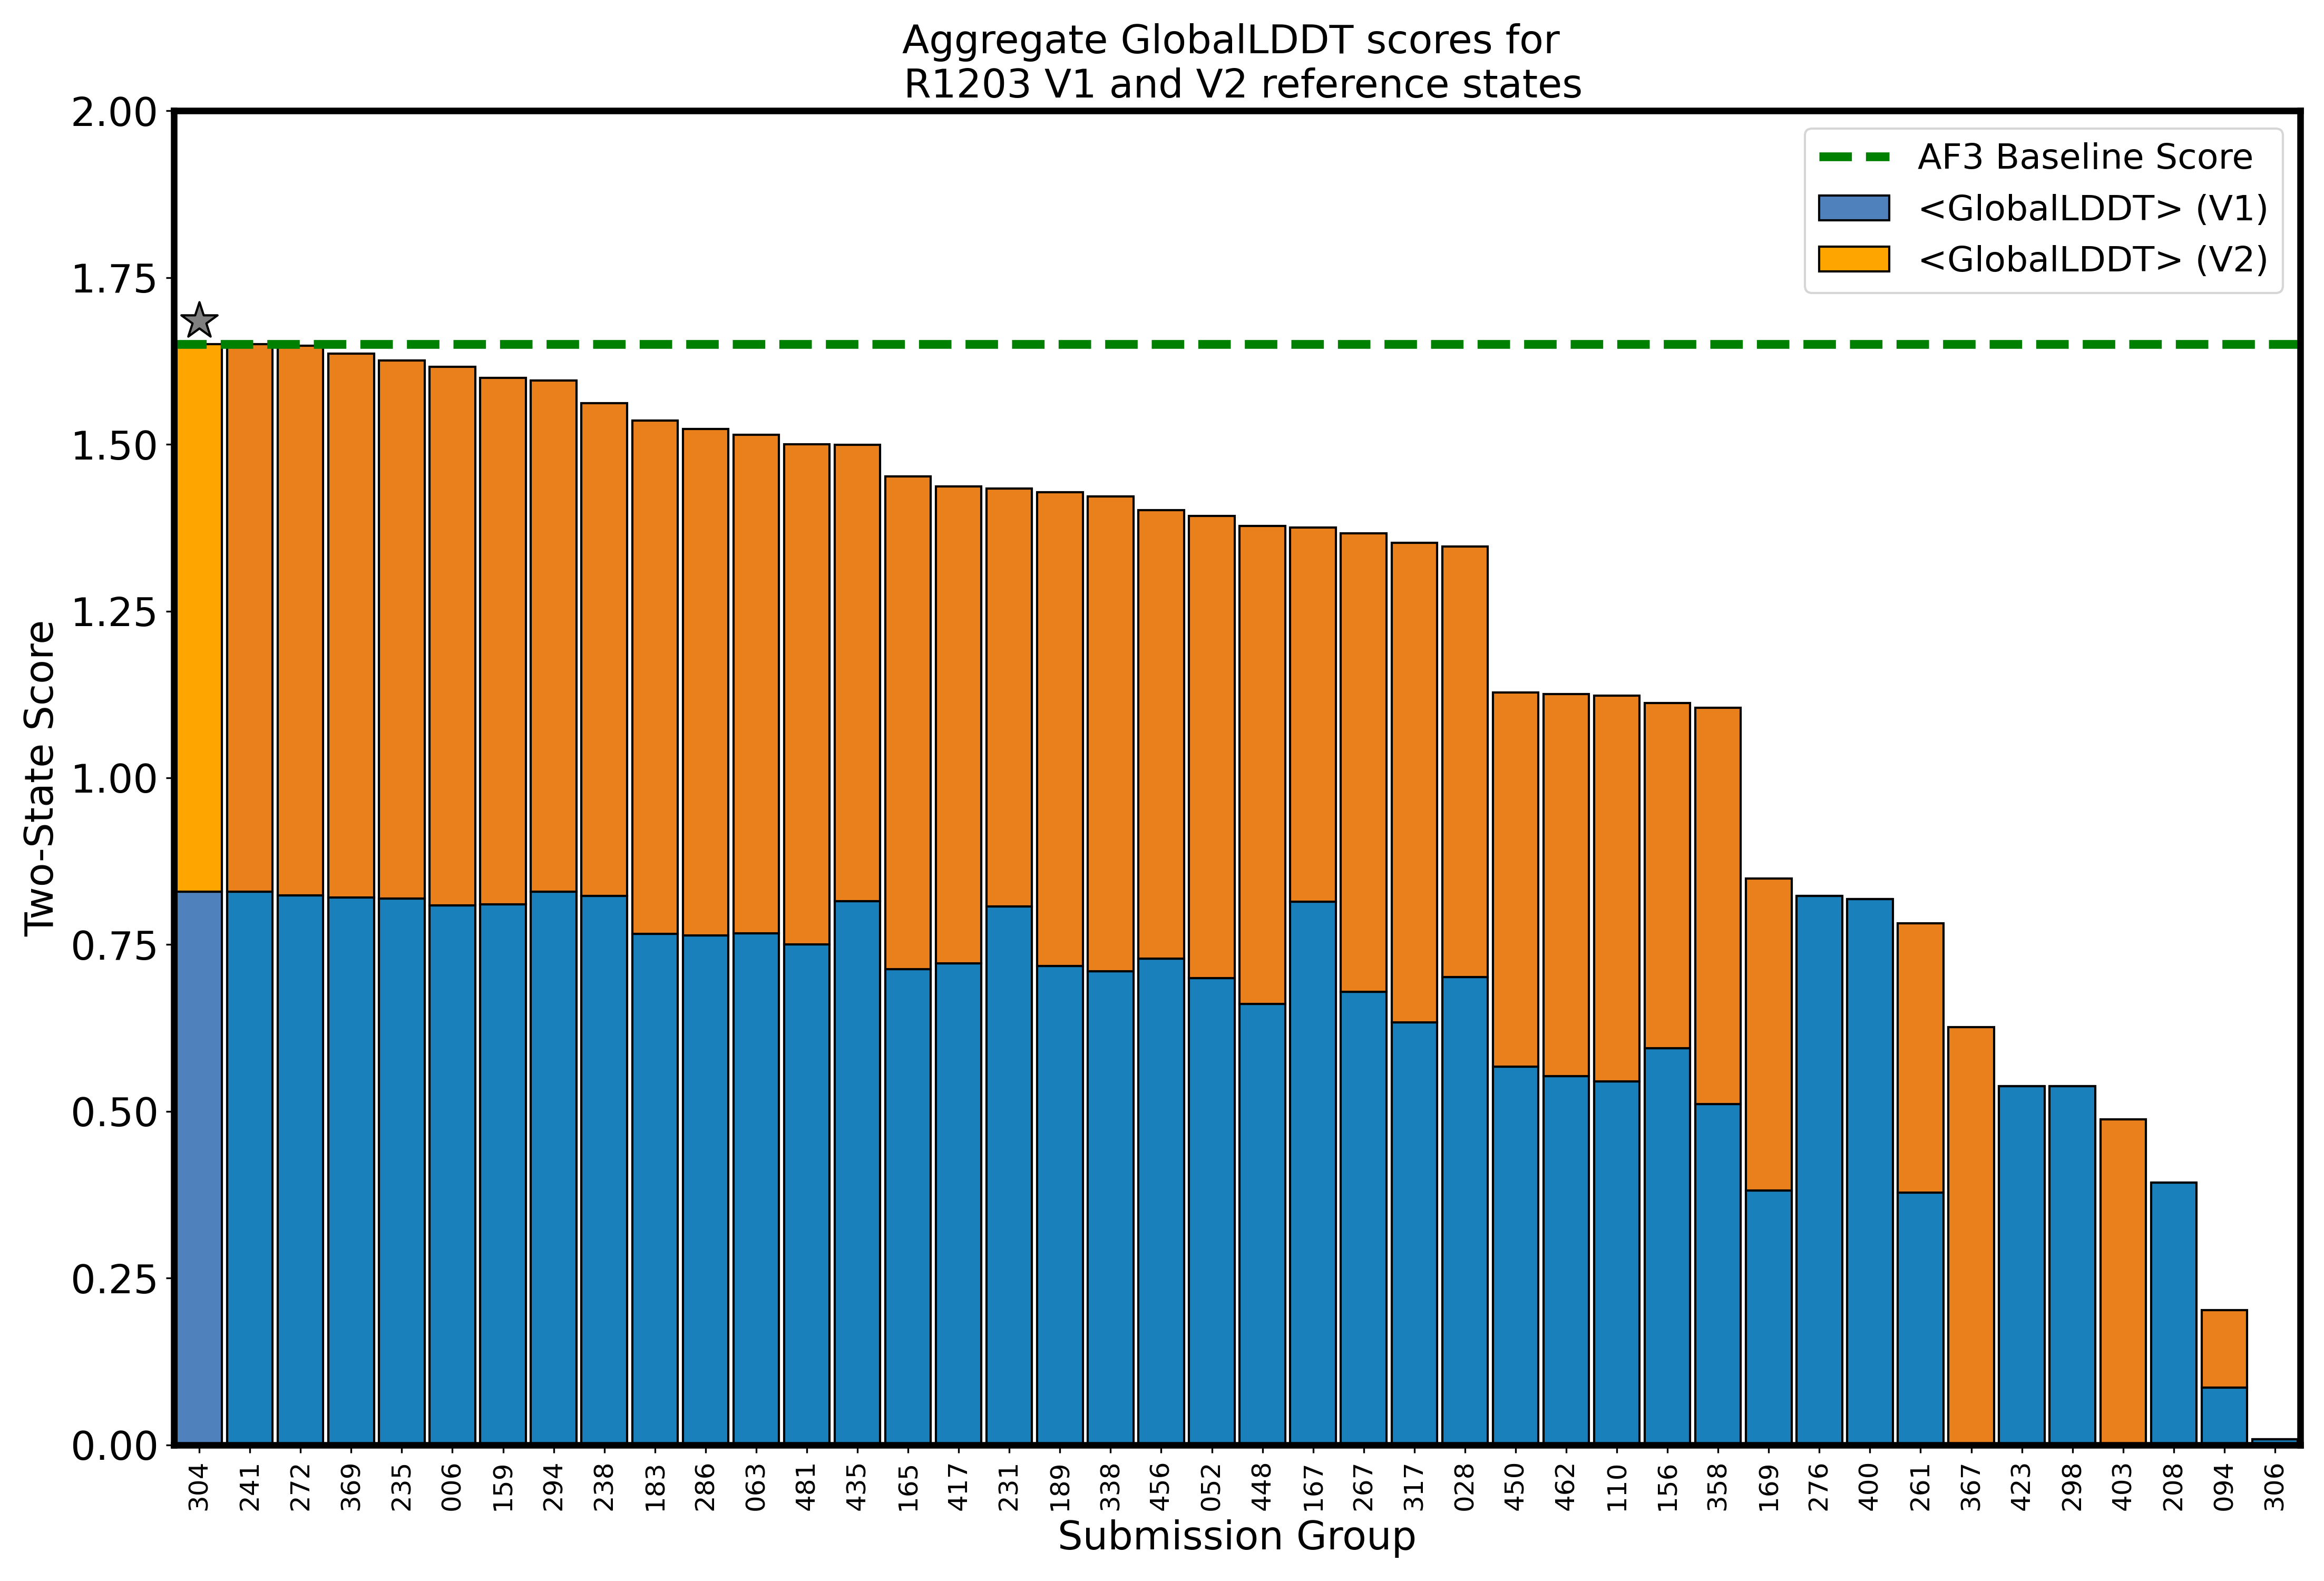 Aggregate GlobalLDDT scores for
R1203 V1 and V2 reference states
AF3 Baseline Score
<GlobalLDDT> (V1)
<GlobalLDDT> (V2)
Two-State Score
2.00
1.75
1.50
1.25
1.00
0.75
0.50
0.25
0.00
304 241 272 369 235 006 159 294 238 183 286 063 481 435 165 417 231 189 338 456 052 448 167 267 317 028 450 462 110 156 358 169 276 400 261 367 423 298 403 208 094 306
Submission Group